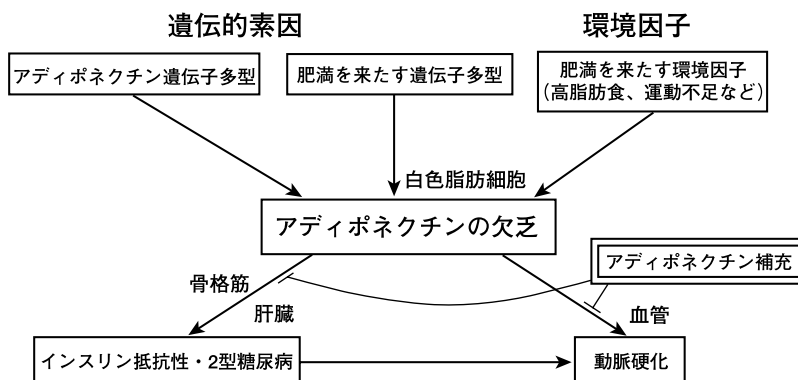 遺伝的素因
環境因子
アディポネクチン遺伝子多型
肥満を来たす遺伝子多型
肥満を来たす環境因子
(高脂肪食、運動不足など)
白色脂肪細胞
アディポネクチンの欠乏
アディポネクチン補充
骨格筋
肝臓
血管
インスリン抵抗性・2型糖尿病
動脈硬化